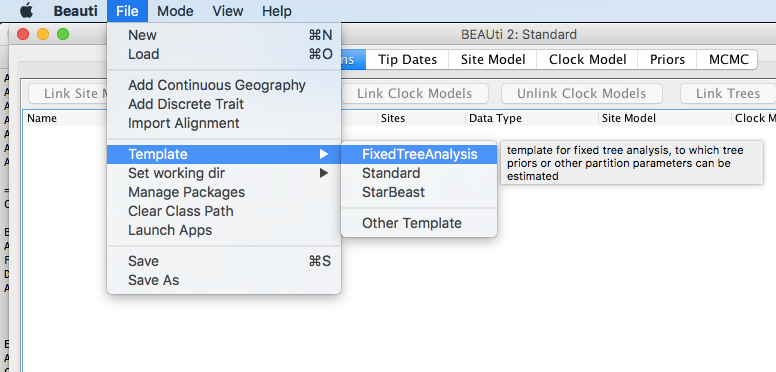 Beauti File Mode View Help
BEAUti 2: Standard
New ⌘N
Load ⌘O
Add Continuous Geography
Add Discrete Trait
Import Alignment
Template
Set working dir
Manage Packages
Clear Class Path
Launch Apps
Save ⌘S
Save As
FixedTreeAnalysis
Standard
StarBeast
Other Template
template for fixed tree analysis, to which tree
priors or other partition parameters can be
estimated
Tip Dates Site Model Clock Model Priors MCMC
Link Site Link Clock Models Unlink Clock Models Link Trees
Name Sites Data Type Site Model Clock M